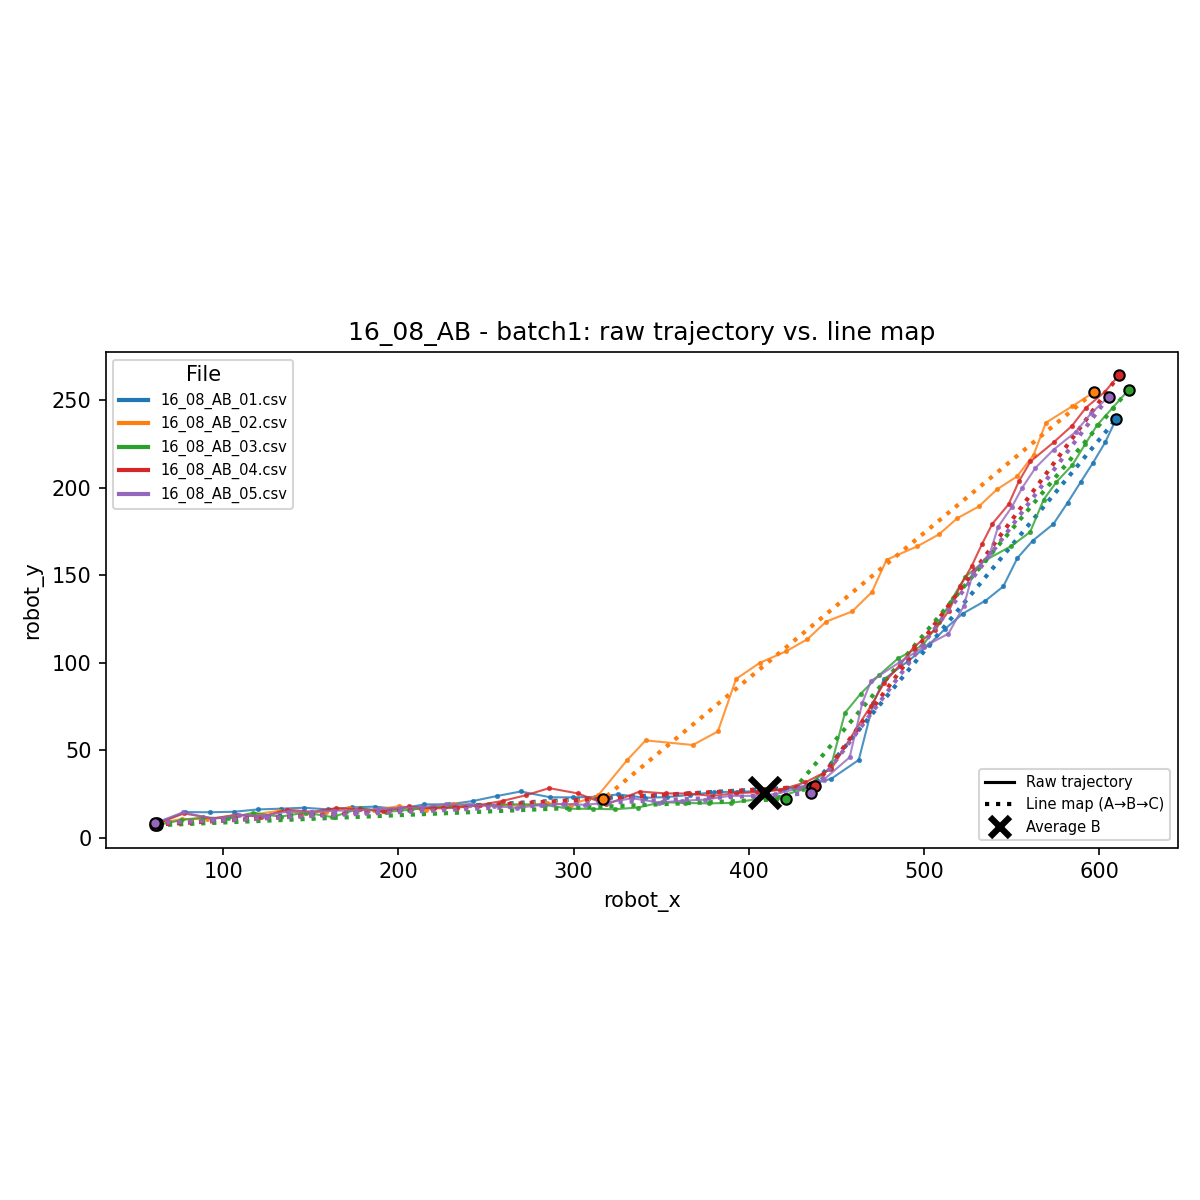 16_08_AB - batch1: raw trajectory vs. line map
File
16_08_AB_01.csv
16_08_AB_02.csv
16_08_AB_03.csv
16_08_AB_04.csv
16_08_AB_05.csv
250
200
150
100
50
0
robot_y
Raw trajectory
Line map (A→B→C)
Average B
100
200
300
400
500
600
robot_x